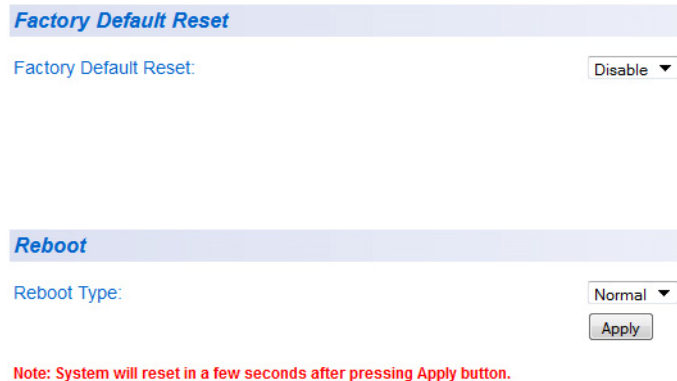 Factory Default Reset
Factory Default Reset: Disable
Reboot
Reboot Type: Normal
Apply
Note: System will reset in a few seconds after pressing Apply button.